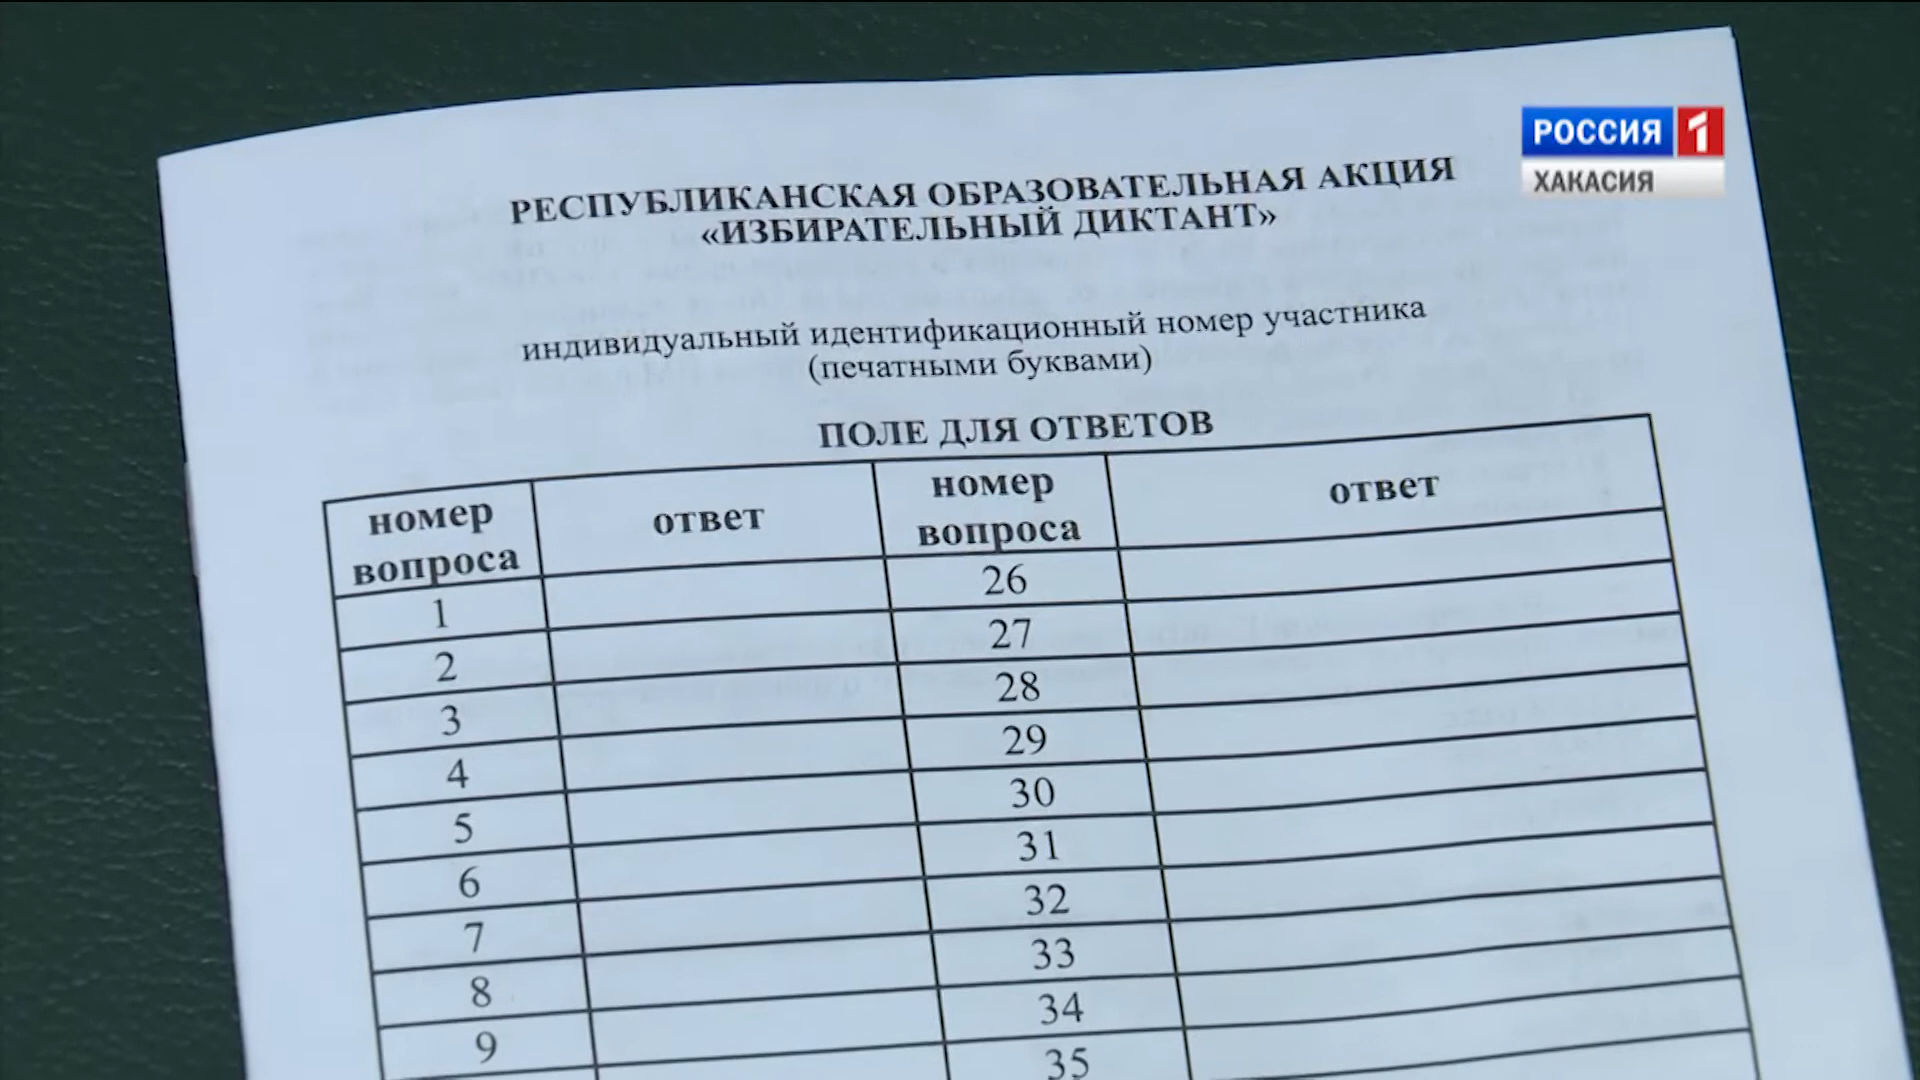 РОССИЯ 1
ХАКАСИЯ
РЕСПУБЛИКАНСКАЯ ОБРАЗОВАТЕЛЬНАЯ АКЦИЯ
«ИЗБИРАТЕЛЬНЫЙ ДИКТАНТ»
индивидуальный идентификационный номер участника
(печатными буквами)
ПОЛЕ ДЛЯ ОТВЕТОВ
номер вопроса ответ номер вопроса ответ
1 26
2 27
3 28
4 29
5 30
6 31
7 32
8 33
9 34
35